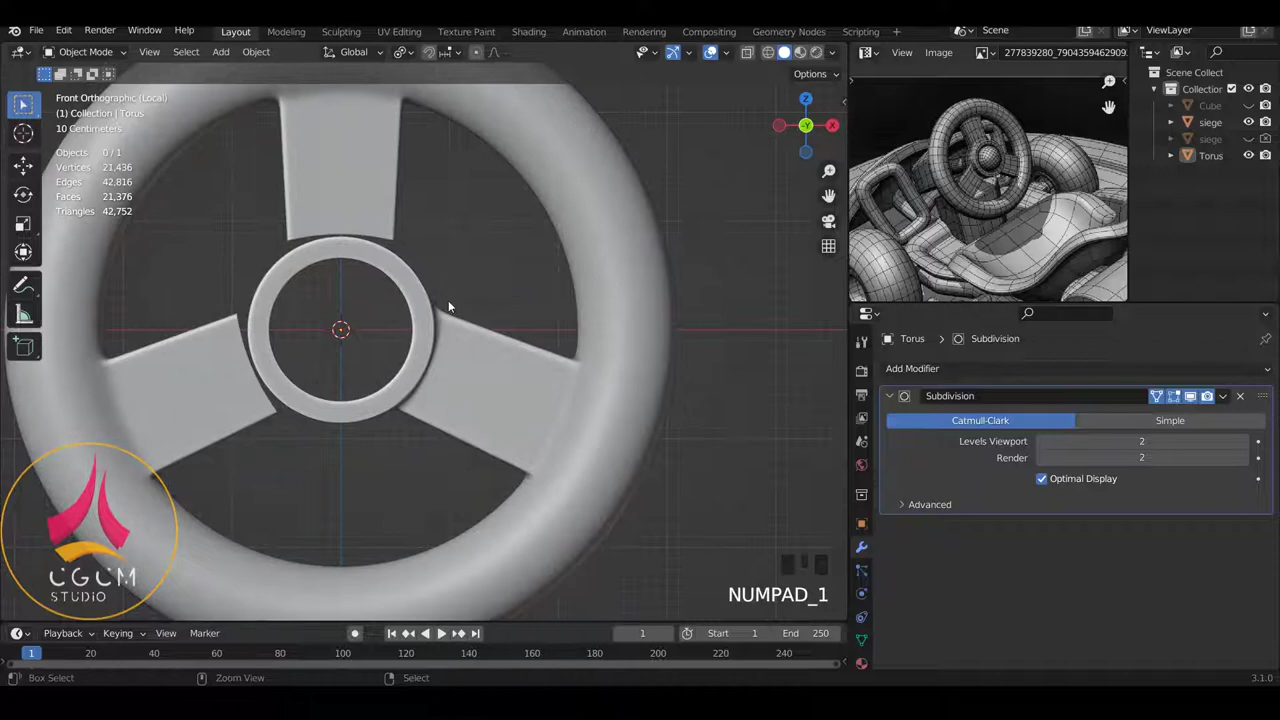 File Edit Render Window Help Layout Modeling Sculpting UV Editing Texture Paint Shading Animation Rendering Compositing Geometry Nodes Scripting Scene ViewLayer
Object Mode View Select Add Object Global View Image 277839280_7904359462909
Options
Front Orthographic (Local)
(1) Collection | Torus
10 Centimeters
Objects 0 / 1
Vertices 21,436
Edges 42,816
Faces 21,376
Triangles 42,752
Z
-Y
X
Scene Collect
Collection
Cube
siege
siege
Torus
Torus > Subdivision
Add Modifier
Subdivision
Catmull-Clark Simple
Levels Viewport 2
Render 2
Optimal Display
Advanced
CGCM
STUDIO
NUMPAD_1
Playback Keying View Marker 1 Start 1 End 250
1 20 40 60 80 100 120 140 160 180 200 220 240
Box Select Zoom View Select 3.1.0